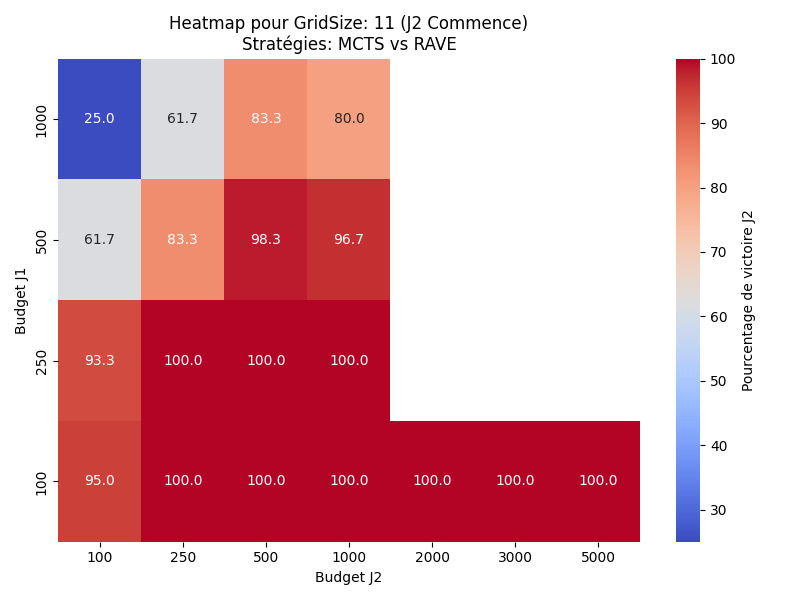 Heatmap pour GridSize: 11 (J2 Commence)
Stratégies: MCTS vs RAVE
Budget J1
1000 25.0 61.7 83.3 80.0
500 61.7 83.3 98.3 96.7
250 93.3 100.0 100.0 100.0
100 95.0 100.0 100.0 100.0 100.0 100.0 100.0
100 250 500 1000 2000 3000 5000
Budget J2
100
90
80
70
60
50
40
30
Pourcentage de victoire J2